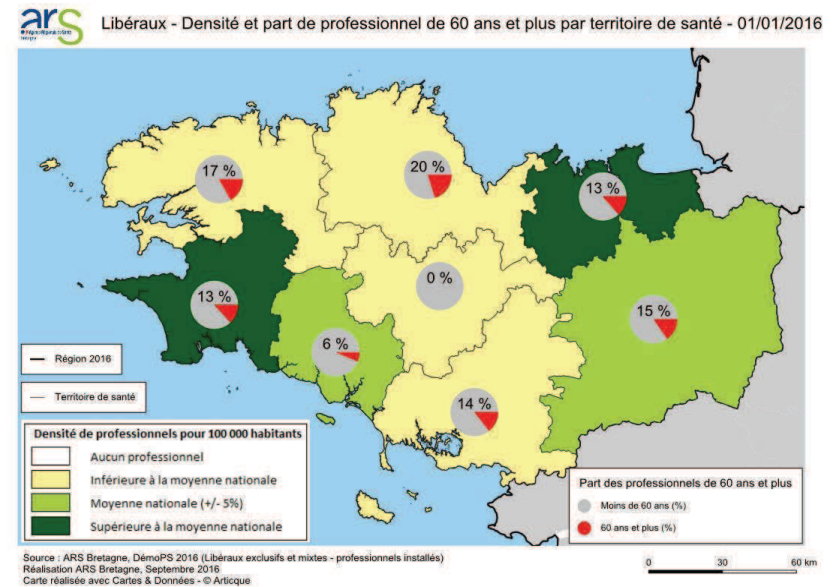 ars
Libéraux - Densité et part de professionnel de 60 ans et plus par territoire de santé - 01/01/2016
17 %
20 %
13 %
0 %
13 %
15 %
6 %
14 %
Région 2016
Territoire de santé
Densité de professionnels pour 100 000 habitants
Aucun professionnel
Inférieure à la moyenne nationale
Moyenne nationale (+/- 5%)
Supérieure à la moyenne nationale
Part des professionnels de 60 ans et plus
Moins de 60 ans (%)
60 ans et plus (%)
Source : ARS Bretagne, DémoPS 2016 (Libéraux exclusifs et mixtes - professionnels installés)
Réalisation ARS Bretagne, Septembre 2016
Carte réalisée avec Cartes & Données - © Articque
0 30 60 km